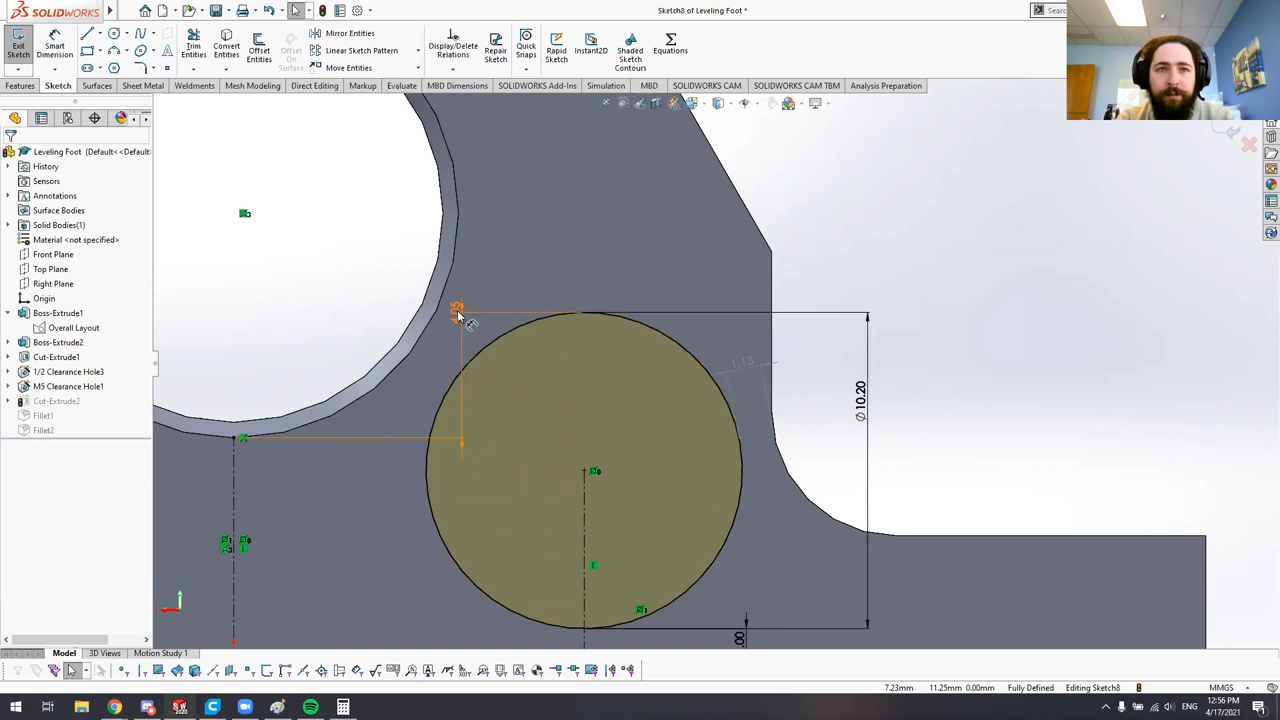 SOLIDWORKS
Sketch8 of Leveling Foot *
Exit Sketch
Smart Dimension
Trim Entities
Convert Entities
Offset Entities
Offset On Surface
Mirror Entities
Linear Sketch Pattern
Move Entities
Display/Delete Relations
Repair Sketch
Quick Snaps
Rapid Sketch
Instant2D
Shaded Sketch Contours
Equations
Features
Sketch
Surfaces
Sheet Metal
Weldments
Mesh Modeling
Direct Editing
Markup
Evaluate
MBD Dimensions
SOLIDWORKS Add-Ins
Simulation
MBD
SOLIDWORKS CAM
SOLIDWORKS CAM TBM
Analysis Preparation
Leveling Foot (Default<<Default
History
Sensors
Annotations
Surface Bodies
Solid Bodies(1)
Material <not specified>
Front Plane
Top Plane
Right Plane
Origin
Boss-Extrude1
Overall Layout
Boss-Extrude2
Cut-Extrude1
1/2 Clearance Hole3
M5 Clearance Hole1
Cut-Extrude2
Fillet1
Fillet2
1.13
Ø10.20
.00
Model
3D Views
Motion Study 1
7.23mm
11.25mm 0.00mm
Fully Defined
Editing Sketch8
MMGS
ENG
12:56 PM
4/17/2021